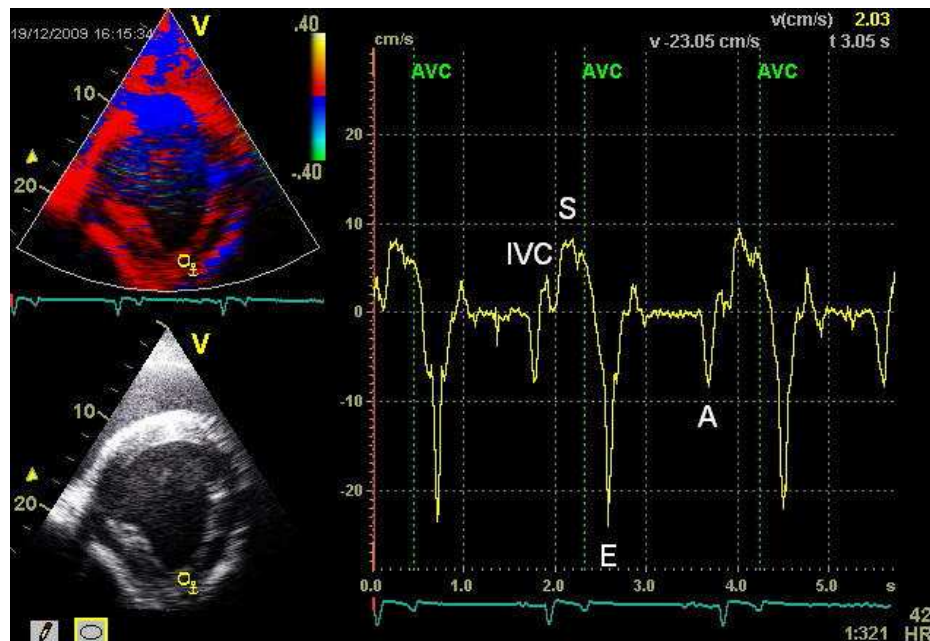 V
.40
19/12/2009 16:15:34
10
20
-.40
V
10
20
v(cm/s) 2.03
cm/s
v -23.05 cm/s t 3.05 s
AVC AVC AVC
20
10
S
IVC
0
-10
A
-20
E
0.0 1.0 2.0 3.0 4.0 5.0 s
42
1:321 HR